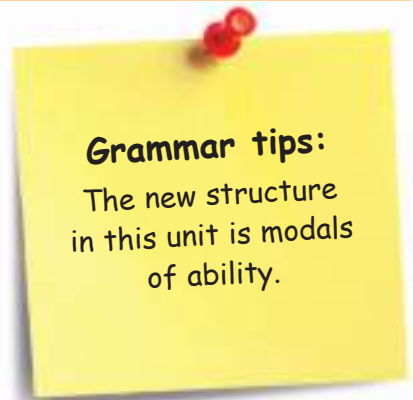 Grammar tips:
The new structure
in this unit is modals
of ability.